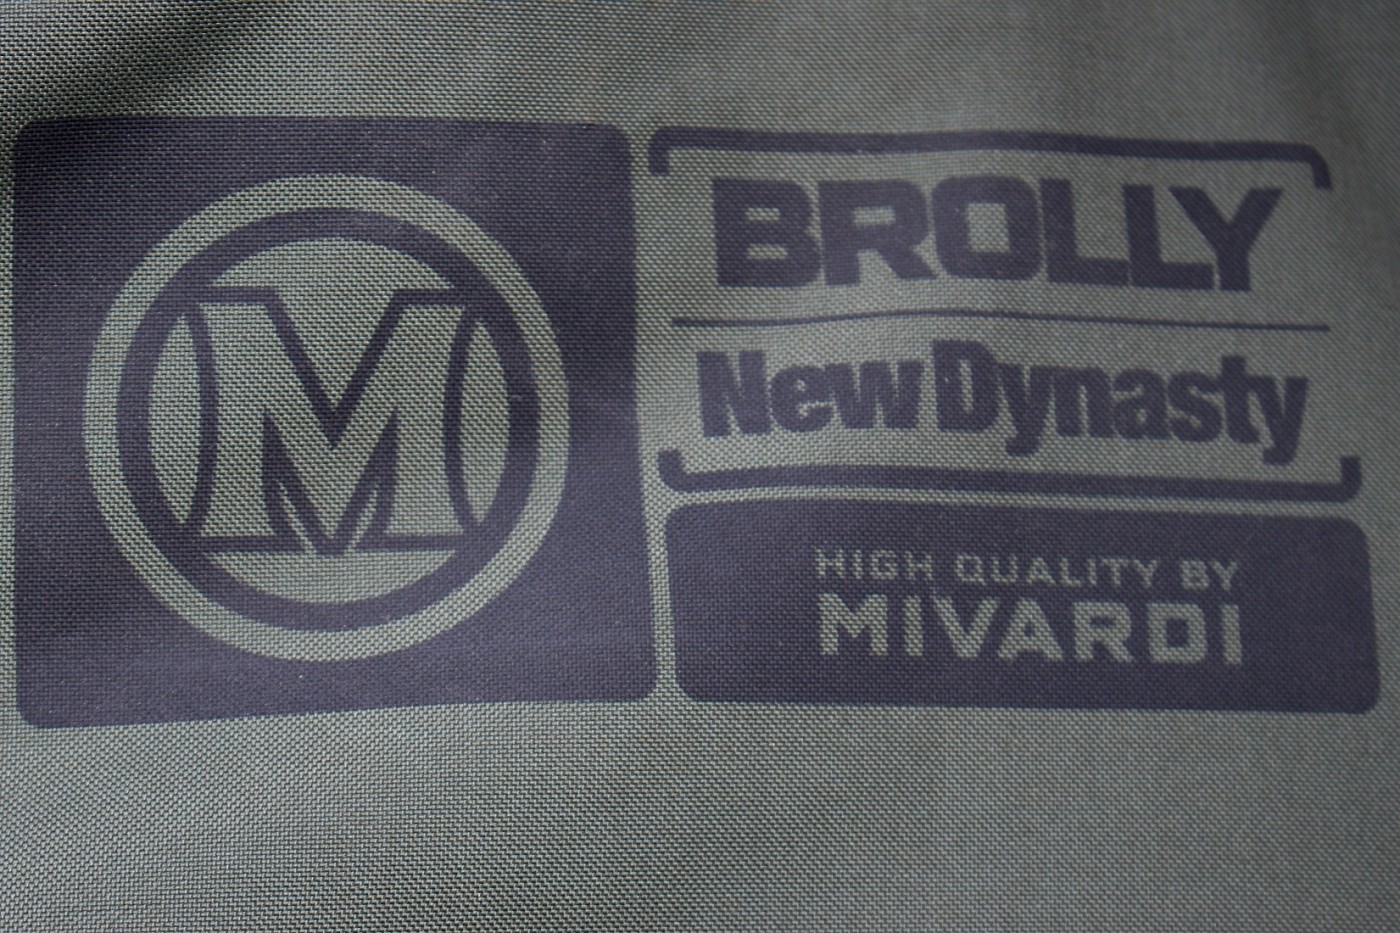 M
BROLLY
New Dynasty
HIGH QUALITY BY
MIVARDI